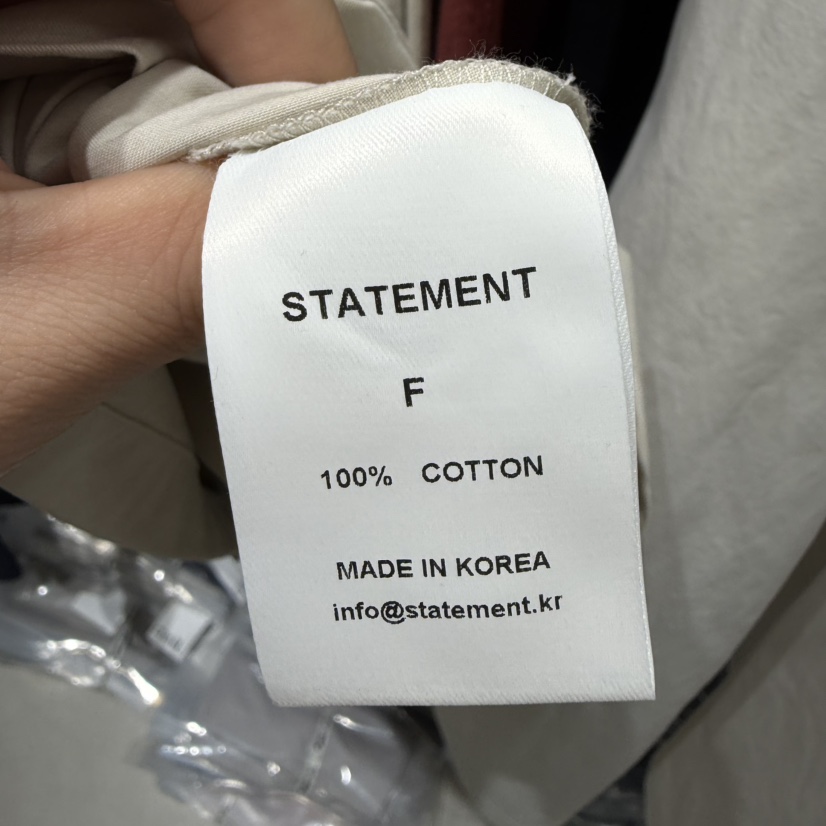 STATEMENT
F
100% COTTON
MADE IN KOREA
info@statement.kr